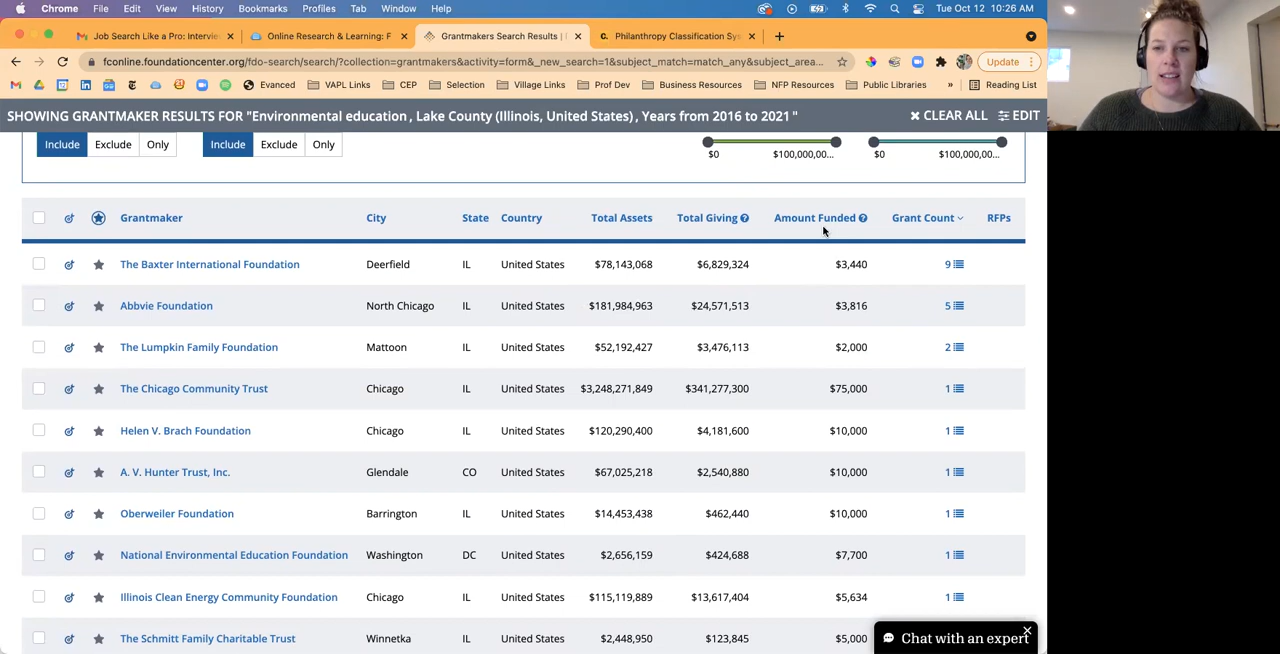 Chrome File Edit View History Bookmarks Profiles Tab Window Help Tue Oct 12 10:26 AM
Job Search Like a Pro: Intervie Online Research & Learning: F Grantmakers Search Results | Philanthropy Classification Sys
fconline.foundationcenter.org/fdo-search/search/?collection=grantmakers&activity=form&_new_search=1&subject_match=match_any&subject_area... Update
Evanced VAPL Links CEP Selection Village Links Prof Dev Business Resources NFP Resources Public Libraries » Reading List
SHOWING GRANTMAKER RESULTS FOR "Environmental education , Lake County (Illinois, United States) , Years from 2016 to 2021 " CLEAR ALL EDIT
Include Exclude Only Include Exclude Only
$0 $100,000,00... $0 $100,000,00...
Grantmaker City State Country Total Assets Total Giving Amount Funded Grant Count RFPs
The Baxter International Foundation Deerfield IL United States $78,143,068 $6,829,324 $3,440 9
Abbvie Foundation North Chicago IL United States $181,984,963 $24,571,513 $3,816 5
The Lumpkin Family Foundation Mattoon IL United States $52,192,427 $3,476,113 $2,000 2
The Chicago Community Trust Chicago IL United States $3,248,271,849 $341,277,300 $75,000 1
Helen V. Brach Foundation Chicago IL United States $120,290,400 $4,181,600 $10,000 1
A. V. Hunter Trust, Inc. Glendale CO United States $67,025,218 $2,540,880 $10,000 1
Oberweiler Foundation Barrington IL United States $14,453,438 $462,440 $10,000 1
National Environmental Education Foundation Washington DC United States $2,656,159 $424,688 $7,700 1
Illinois Clean Energy Community Foundation Chicago IL United States $115,119,889 $13,617,404 $5,634 1
The Schmitt Family Charitable Trust Winnetka IL United States $2,448,950 $123,845 $5,000
Chat with an expert